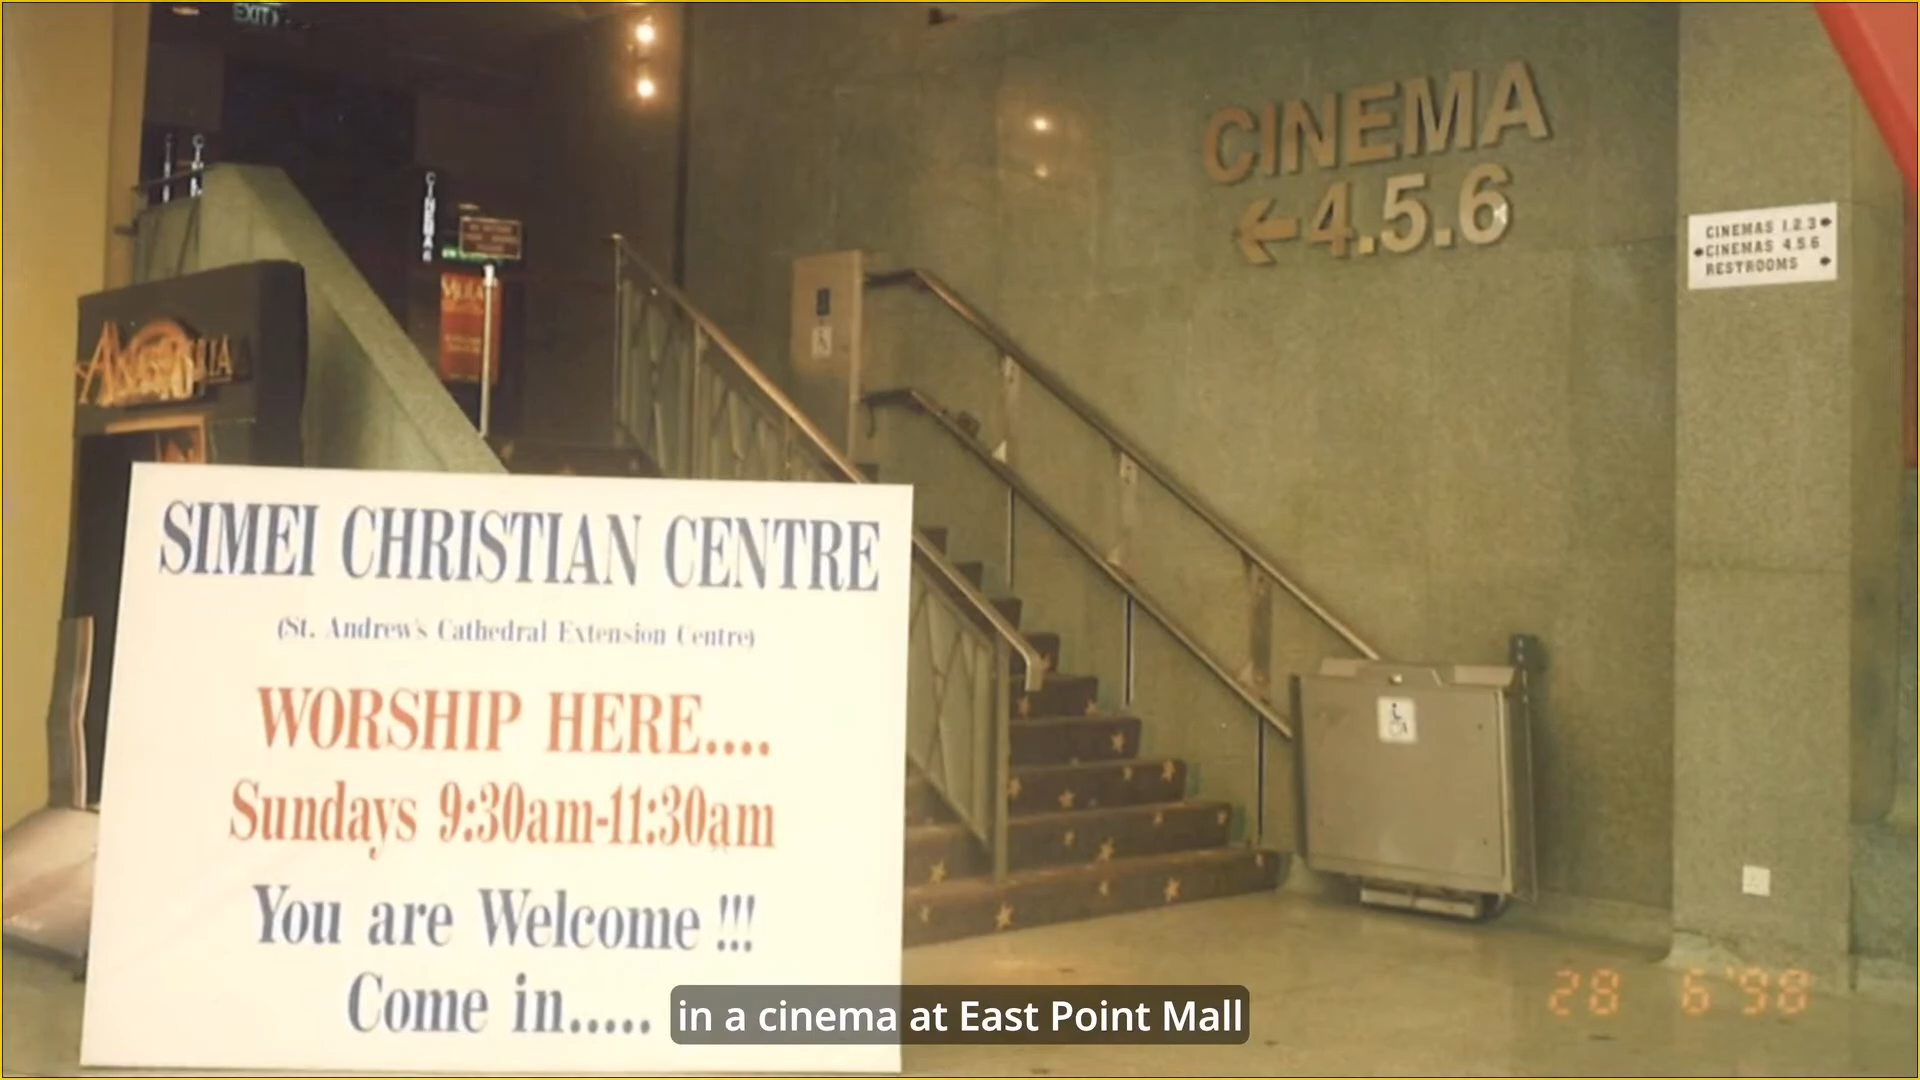 EXIT
CINEMA
←4.5.6
CINEMAS 1.2.3
CINEMAS 4.5.6
RESTROOMS
CINEMA
ANASTASIA
SIMEI CHRISTIAN CENTRE
(St. Andrew's Cathedral Extension Centre)
WORSHIP HERE....
Sundays 9:30am-11:30am
You are Welcome !!!
Come in.....
in a cinema at East Point Mall
28 6'98